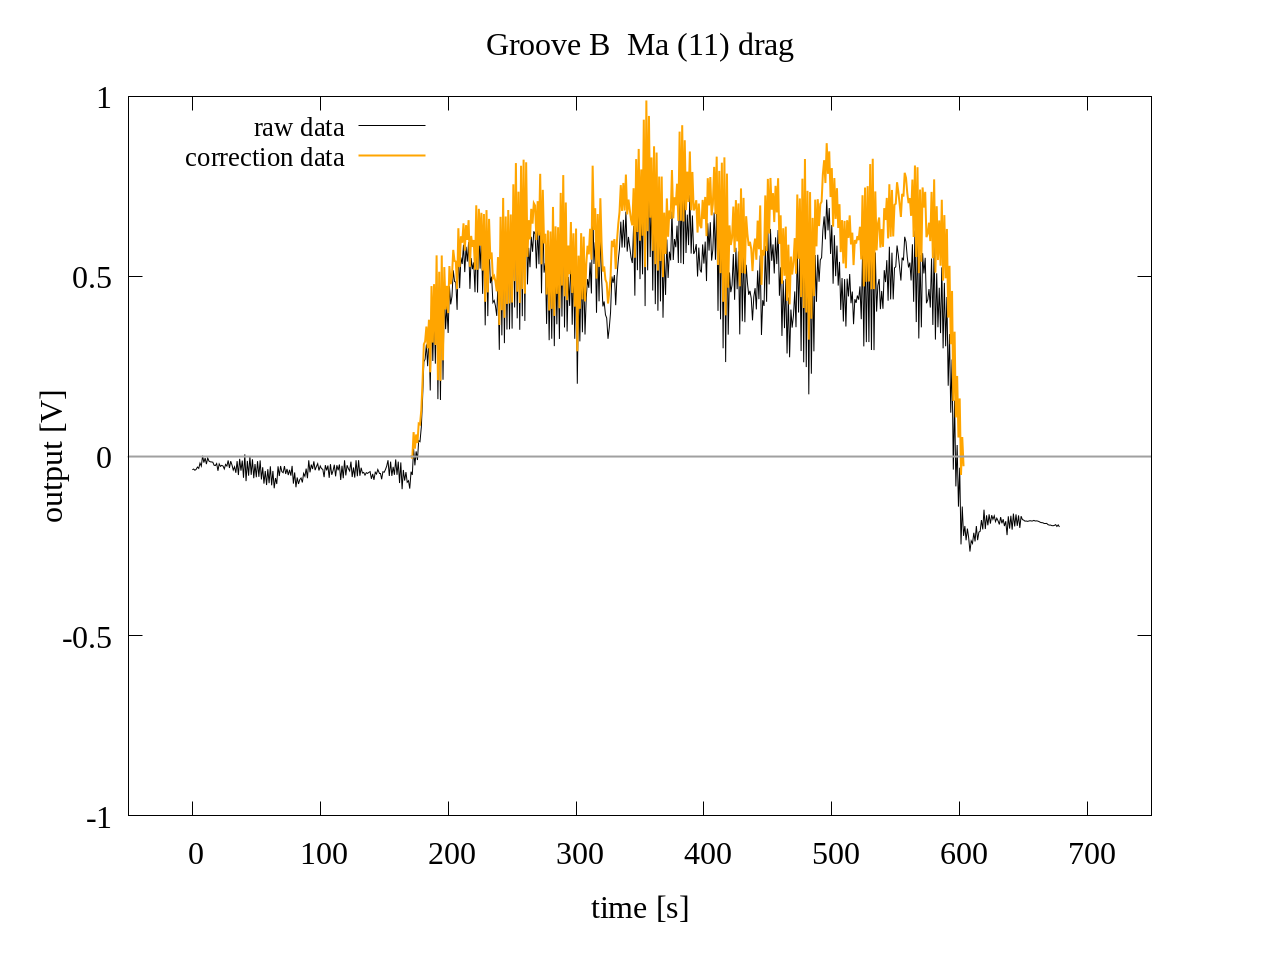 Groove B  Ma (11) drag
raw data
correction data
1
0.5
0
-0.5
-1
output [V]
0 100 200 300 400 500 600 700
time [s]